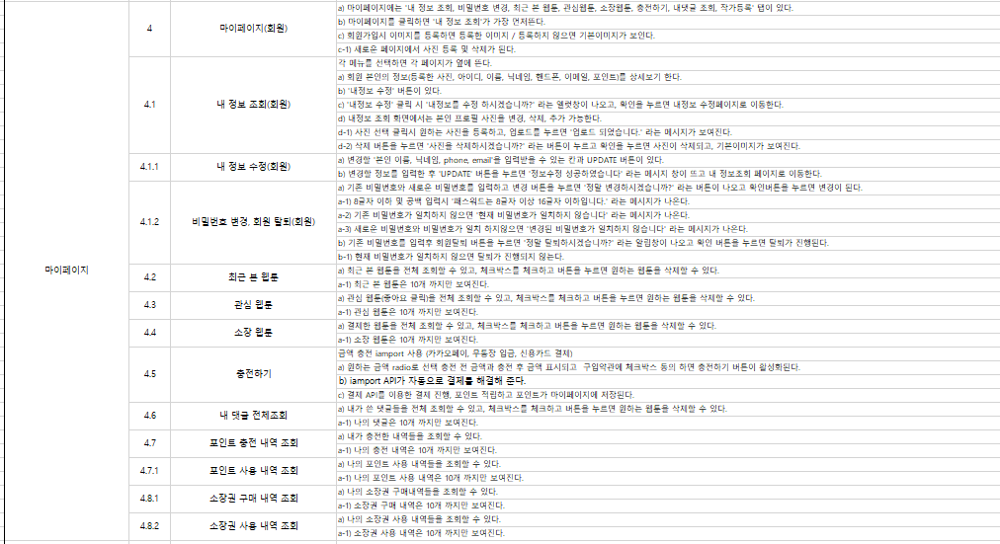 마이페이지
4 마이페이지(회원)
a) 마이페이지에는 '내 정보 조회, 비밀번호 변경, 최근 본 웹툰, 관심웹툰, 소장웹툰, 충전하기, 내댓글 조회, 작가등록' 탭이 있다.
b) 마이페이지를 클릭하면 '내 정보 조회'가 가장 먼저뜬다.
c) 회원가입시 이미지를 등록하면 등록한 이미지 / 등록하지 않으면 기본이미지가 보인다.
c-1) 새로운 페이지에서 사진 등록 및 삭제가 된다.
4.1 내 정보 조회(회원)
각 메뉴를 선택하면 각 페이지가 옆에 뜬다.
a) 회원 본인의 정보(등록한 사진, 아이디, 이름, 닉네임, 핸드폰, 이메일, 포인트)를 상세보기 한다.
b) '내정보 수정' 버튼이 있다.
c) '내정보 수정' 클릭 시 '내정보를 수정 하시겠습니까?' 라는 얼럿창이 나오고, 확인을 누르면 내정보 수정페이지로 이동한다.
d) 내정보 조회 화면에서는 본인 프로필 사진을 변경, 삭제, 추가 가능한다.
d-1) 사진 선택 클릭시 원하는 사진을 등록하고, 업로드를 누르면 '업로드 되었습니다.' 라는 메시지가 보여진다.
d-2) 삭제 버튼을 누르면 '사진을 삭제하시겠습니까?' 라는 버튼이 누르고 확인을 누르면 사진이 삭제되고, 기본이미지가 보여진다.
4.1.1 내 정보 수정(회원)
a) 변경할 '본인 이름, 닉네임, phone, email'을 입력받을 수 있는 칸과 UPDATE 버튼이 있다.
b) 변경할 정보를 입력한 후 'UPDATE' 버튼을 누르면 '정보수정 성공하였습니다' 라는 메시지 창이 뜨고 내 정보조회 페이지로 이동한다.
4.1.2 비밀번호 변경, 회원 탈퇴(회원)
a) 기존 비밀번호와 새로운 비밀번호를 입력하고 변경 버튼을 누르면 '정말 변경하시겠습니까?' 라는 버튼이 나오고 확인버튼을 누르면 변경이 된다.
a-1) 8글자 이하 및 공백 입력시 '패스워드는 8글자 이상 16글자 이하입니다.' 라는 메시지가 나온다.
a-2) 기존 비밀번호가 일치하지 않으면 '현재 비밀번호가 일치하지 않습니다' 라는 메시지가 나온다.
a-3) 새로운 비밀번호와 비밀번호가 일치 하지않으면 '변경된 비밀번호가 일치하지 않습니다' 라는 메시지가 나온다.
b) 기존 비밀번호를 입력후 회원탈퇴 버튼을 누르면 '정말 탈퇴하시겠습니까?' 라는 알림창이 나오고 확인 버튼을 누르면 탈퇴가 진행된다.
b-1) 현재 비밀번호가 일치하지 않으면 탈퇴가 진행되지 않는다.
4.2 최근 본 웹툰
a) 최근 본 웹툰을 전체 조회할 수 있고, 체크박스를 체크하고 버튼을 누르면 원하는 웹툰을 삭제할 수 있다.
a-1) 최근 본 웹툰은 10개 까지만 보여진다.
4.3 관심 웹툰
a) 관심 웹툰(좋아요 클릭)을 전체 조회할 수 있고, 체크박스를 체크하고 버튼을 누르면 원하는 웹툰을 삭제할 수 있다.
a-1) 관심 웹툰은 10개 까지만 보여진다.
4.4 소장 웹툰
a) 결제한 웹툰을 전체 조회할 수 있고, 체크박스를 체크하고 버튼을 누르면 원하는 웹툰을 삭제할 수 있다.
a-1) 소장 웹툰은 10개 까지만 보여진다.
4.5 충전하기
금액 충전 iamport 사용 (카카오페이, 무통장 입금, 신용카드 결제)
a) 원하는 금액 radio로 선택 충전 전 금액과 충전 후 금액 표시되고 구입약관에 체크박스 동의 하면 충전하기 버튼이 활성화된다.
b) iamport API가 자동으로 결제를 해결해 준다.
c) 결제 API를 이용한 결제 진행, 포인트 적립하고 포인트가 마이페이지에 저장된다.
4.6 내 댓글 전체조회
a) 내가 쓴 댓글들을 전체 조회할 수 있고, 체크박스를 체크하고 버튼을 누르면 원하는 웹툰을 삭제할 수 있다.
a-1) 나의 댓글은 10개 까지만 보여진다.
4.7 포인트 충전 내역 조회
a) 내가 충전한 내역들을 조회할 수 있다.
a-1) 나의 충전 내역은 10개 까지만 보여진다.
4.7.1 포인트 사용 내역 조회
a) 나의 포인트 사용 내역들을 조회할 수 있다.
a-1) 나의 포인트 사용 내역은 10개 까지만 보여진다.
4.8.1 소장권 구매 내역 조회
a) 나의 소장권 구매내역들을 조회할 수 있다.
a-1) 소장권 구매 내역은 10개 까지만 보여진다.
4.8.2 소장권 사용 내역 조회
a) 나의 소장권 사용 내역들을 조회할 수 있다.
a-1) 소장권 사용 내역은 10개 까지만 보여진다.